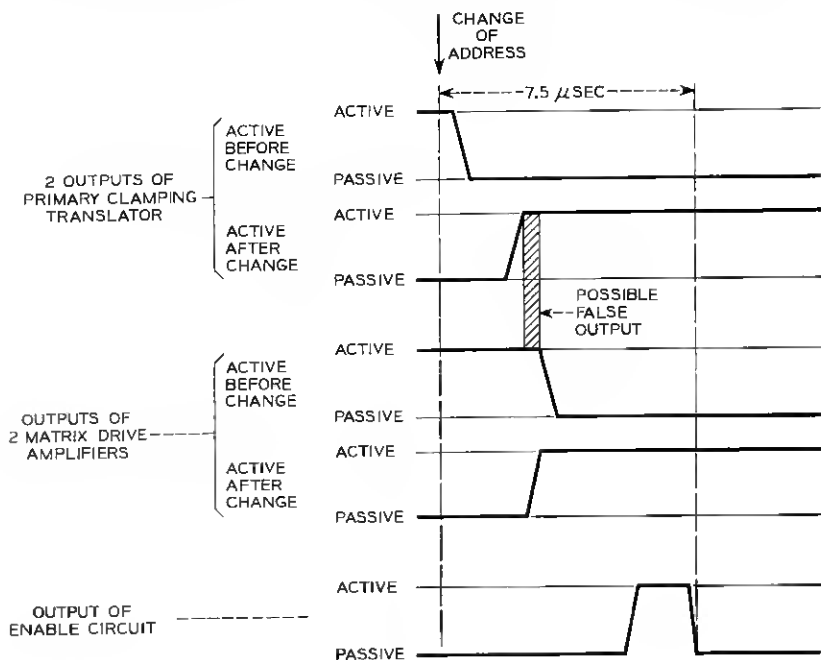 CHANGE
OF
ADDRESS
7.5 μSEC
2 OUTPUTS OF
PRIMARY CLAMPING
TRANSLATOR
ACTIVE
BEFORE
CHANGE
ACTIVE
PASSIVE
ACTIVE
AFTER
CHANGE
ACTIVE
PASSIVE
POSSIBLE
FALSE
OUTPUT
OUTPUTS OF
2 MATRIX DRIVE
AMPLIFIERS
ACTIVE
BEFORE
CHANGE
ACTIVE
PASSIVE
ACTIVE
AFTER
CHANGE
ACTIVE
PASSIVE
OUTPUT OF
ENABLE CIRCUIT
ACTIVE
PASSIVE